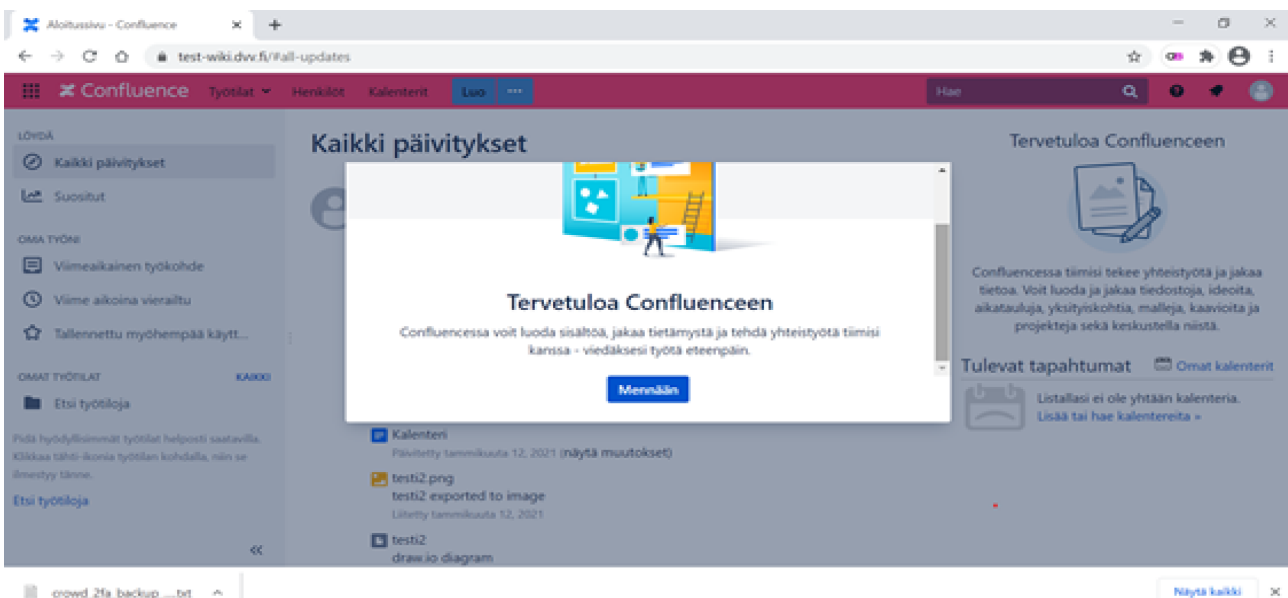 Aloitussivu - Confluence
test-wiki.dvv.fi/#all-updates
Confluence Työtilat Henkilöt Kalenterit Luo ... Hae
LÖYDÄ
Kaikki päivitykset
Suositut
OMA TYÖNI
Viimeaikainen työkohde
Viime aikoina vierailtu
Tallennettu myöhempää käytt...
OMAT TYÖTILAT KAIKKI
Etsi työtiloja
Pidä hyödyllisimmät työtilat helposti saatavilla.
Klikkaa tähti-ikonia työtilan kohdalla, niin se
ilmestyy tänne.
Etsi työtiloja
Kaikki päivitykset
Tervetuloa Confluenceen
Confluencessa voit luoda sisältöä, jakaa tietämystä ja tehdä yhteistyötä tiimisi
kanssa - viedäksesi työtä eteenpäin.
Mennään
Kalenteri
Päivitetty tammikuuta 12, 2021 (näytä muutokset)
testi2.png
testi2 exported to image
Liitetty tammikuuta 12, 2021
testi2
draw.io diagram
Tervetuloa Confluenceen
Confluencessa tiimisi tekee yhteistyötä ja jakaa
tietoa. Voit luoda ja jakaa tiedostoja, ideoita,
aikatauluja, yksityiskohtia, malleja, kaavioita ja
projekteja sekä keskustella niistä.
Tulevat tapahtumat Omat kalenterit
Listallasi ei ole yhtään kalenteria.
Lisää tai hae kalentereita »
crowd_2fa_backup_....txt
Näytä kaikki